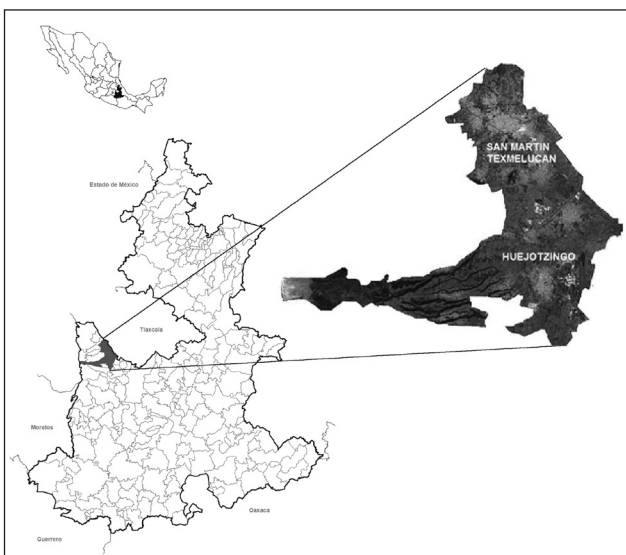 SAN MARTIN
TEXMELUCAN
Estado de México
HUEJOTZINGO
Tlaxcala
Morelos
Oaxaca
Guerrero